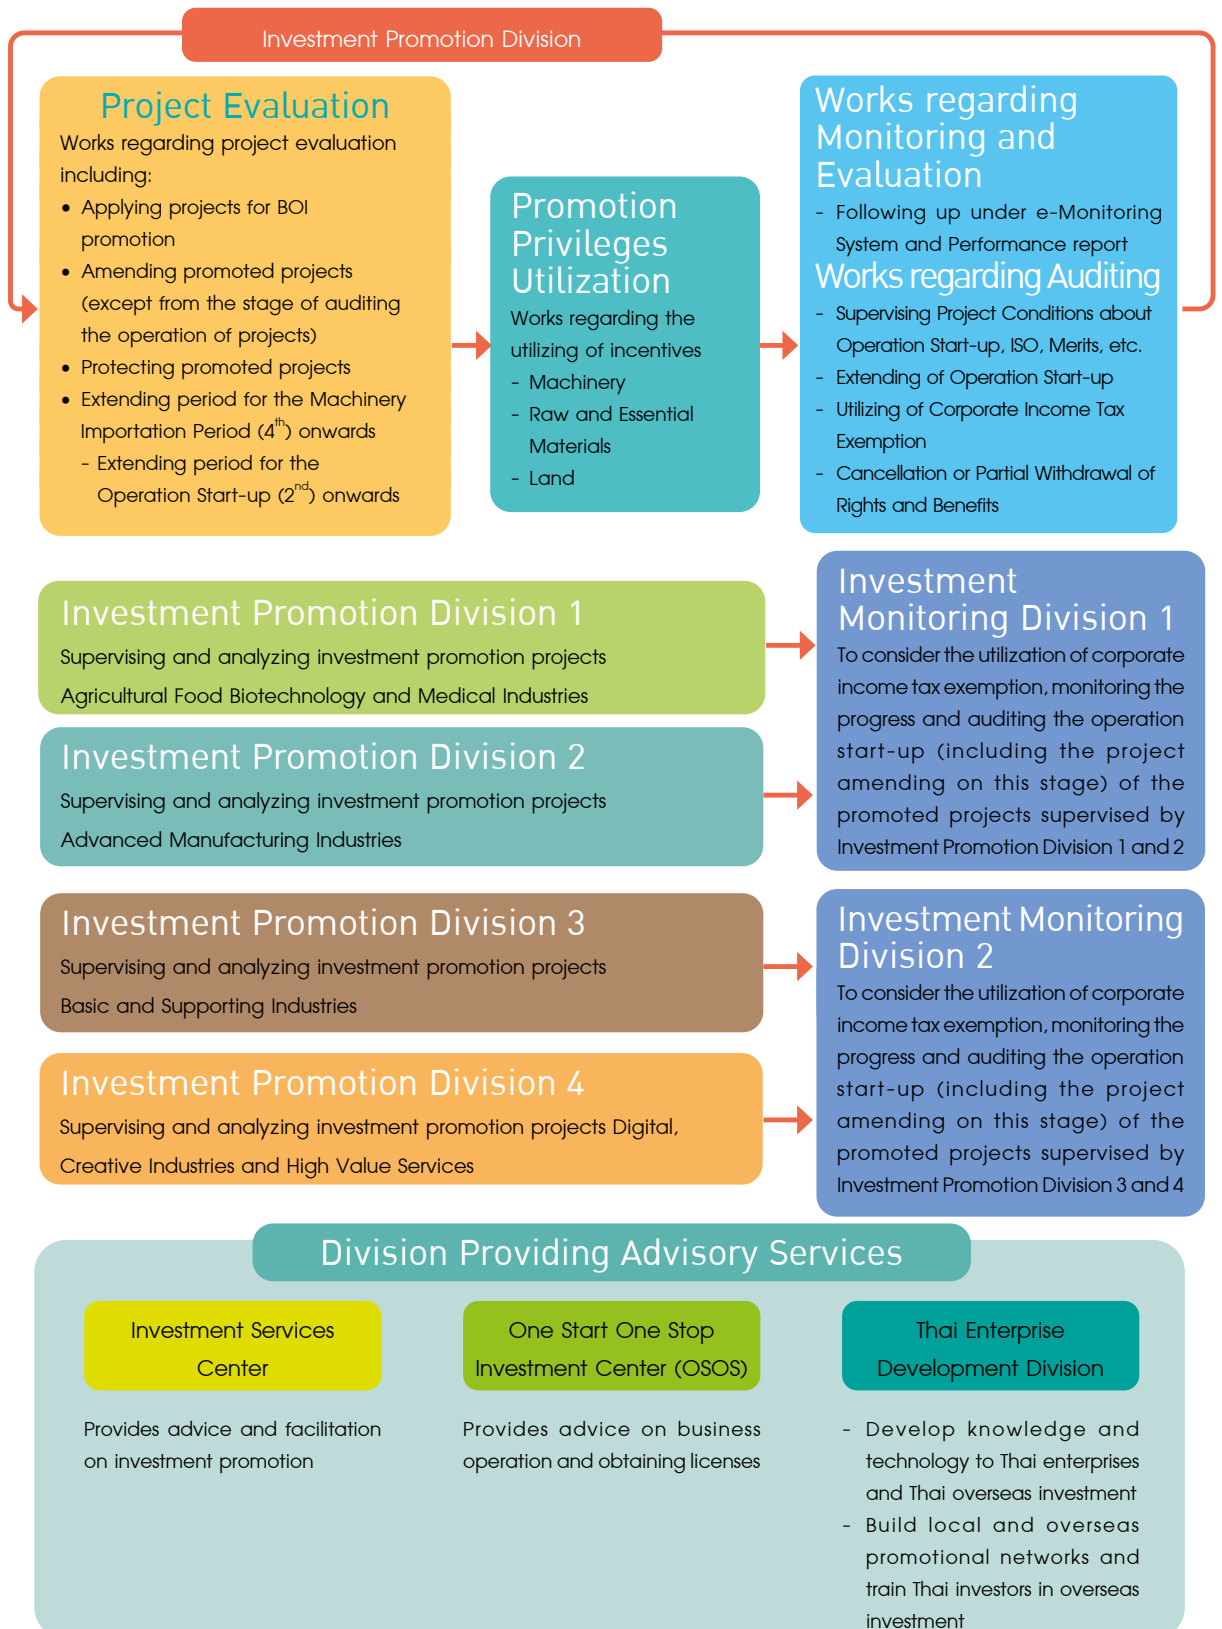 Investment Promotion Division
Project Evaluation
Works regarding project evaluation
including:
• Applying projects for BOI
promotion
• Amending promoted projects
(except from the stage of auditing
the operation of projects)
• Protecting promoted projects
• Extending period for the Machinery
Importation Period (4th) onwards
- Extending period for the
Operation Start-up (2nd) onwards
Promotion
Privileges
Utilization
Works regarding the
utilizing of incentives
- Machinery
- Raw and Essential
Materials
- Land
Works regarding
Monitoring and
Evaluation
- Following up under e-Monitoring
System and Performance report
Works regarding Auditing
- Supervising Project Conditions about
Operation Start-up, ISO, Merits, etc.
- Extending of Operation Start-up
- Utilizing of Corporate Income Tax
Exemption
- Cancellation or Partial Withdrawal of
Rights and Benefits
Investment Promotion Division 1
Supervising and analyzing investment promotion projects
Agricultural Food Biotechnology and Medical Industries
Investment Promotion Division 2
Supervising and analyzing investment promotion projects
Advanced Manufacturing Industries
Investment
Monitoring Division 1
To consider the utilization of corporate
income tax exemption, monitoring the
progress and auditing the operation
start-up (including the project
amending on this stage) of the
promoted projects supervised by
Investment Promotion Division 1 and 2
Investment Promotion Division 3
Supervising and analyzing investment promotion projects
Basic and Supporting Industries
Investment Promotion Division 4
Supervising and analyzing investment promotion projects Digital,
Creative Industries and High Value Services
Investment Monitoring
Division 2
To consider the utilization of corporate
income tax exemption, monitoring the
progress and auditing the operation
start-up (including the project
amending on this stage) of the
promoted projects supervised by
Investment Promotion Division 3 and 4
Division Providing Advisory Services
Investment Services
Center
Provides advice and facilitation
on investment promotion
One Start One Stop
Investment Center (OSOS)
Provides advice on business
operation and obtaining licenses
Thai Enterprise
Development Division
- Develop knowledge and
technology to Thai enterprises
and Thai overseas investment
- Build local and overseas
promotional networks and
train Thai investors in overseas
investment